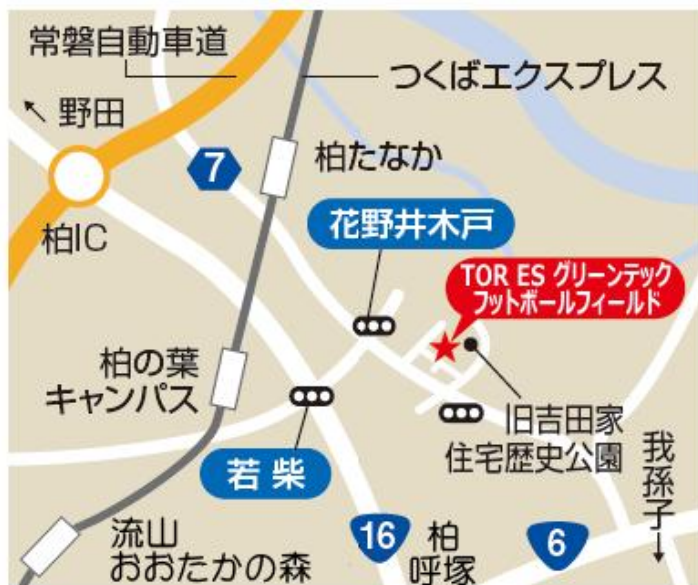 常磐自動車道
つくばエクスプレス
野田
7
柏たなか
花野井木戸
柏IC
TOR ES グリーンテック
フットボールフィールド
柏の葉
キャンパス
旧吉田家
住宅歴史公園
若柴
我孫子
流山
おおたかの森
16
柏
呼塚
6